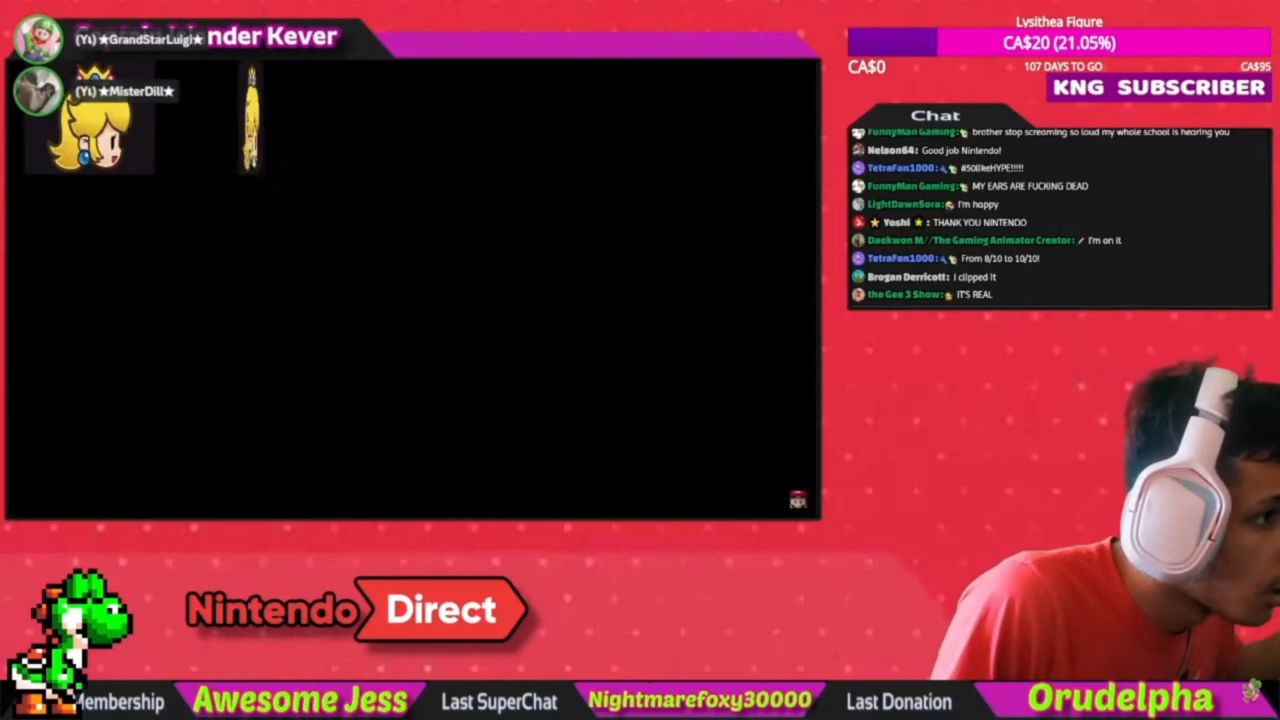 (YL) ★GrandStarLuigi★
nder Kever
(YL) ★MisterDill★
Lysithea Figure
CA$20 (21.05%)
CA$0
107 DAYS TO GO
CA$95
KNG SUBSCRIBER
Chat
FunnyMan Gaming: brother stop screaming so loud my whole school is hearing you
Nelson64: Good job Nintendo!
TetraFan1000: #50likeHYPE!!!!!
FunnyMan Gaming: MY EARS ARE FUCKING DEAD
LightDawnSora: I'm happy
⭐ Yoshi ⭐: THANK YOU NINTENDO
Daekwon M//The Gaming Animator Creator: I'm on it
TetraFan1000: From 8/10 to 10/10!
Brogan Derricott: I clipped it
the Gee 3 Show: IT'S REAL
Nintendo Direct
Membership
Awesome Jess
Last SuperChat
Nightmarefoxy30000
Last Donation
Orudelpha